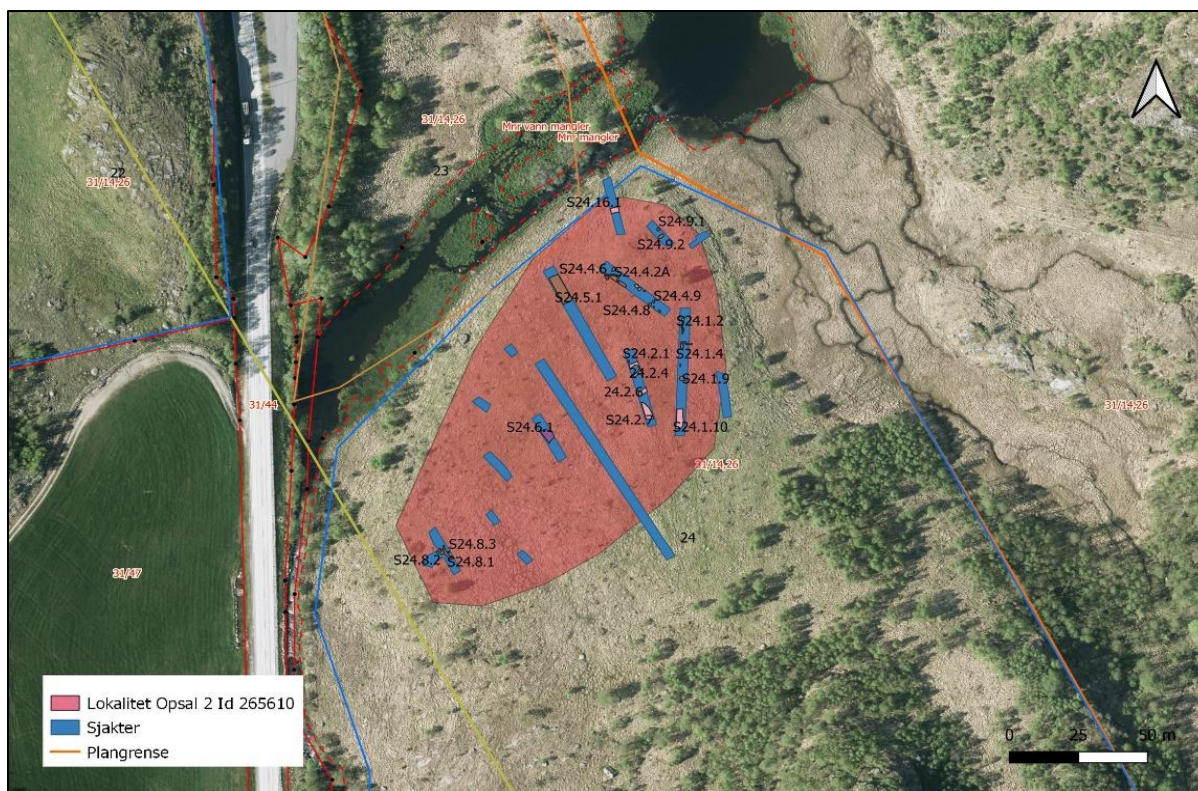 31/14,26
22
31/14,26
23
Mnr vann mangler
Mnr mangler
S24.16.1
S24.9.1
S24.9.2
S24.4.6
S24.4.2A
S24.5.1
S24.4.9
S24.4.8
S24.1.2
S24.2.1
S24.1.4
24.2.4
S24.1.9
24.2.6
S24.2.7
S24.1.10
31/44
31/14,26
S24.6.1
31/14,26
24
S24.8.3
S24.8.2
S24.8.1
31/47
Lokalitet Opsal 2 Id 265610
Sjakter
Plangrense
0 25 50 m